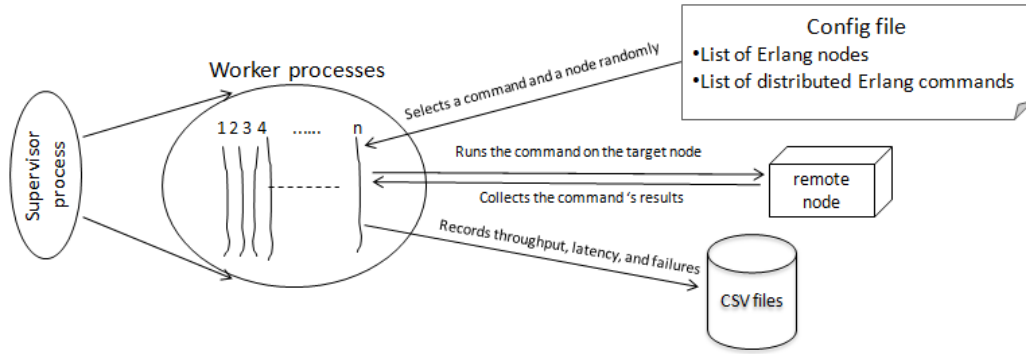 Config file
•List of Erlang nodes
•List of distributed Erlang commands
Worker processes
Selects a command and a node randomly
1 2 3 4 ...... n
Supervisor
process
Runs the command on the target node
Collects the command 's results
remote
node
Records throughput, latency, and failures
CSV files